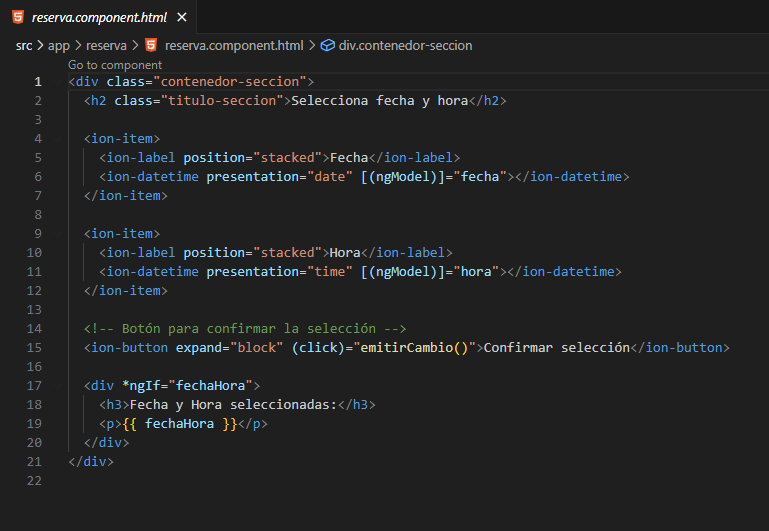 reserva.component.html
src > app > reserva > reserva.component.html > div.contenedor-seccion
Go to component
1 <div class="contenedor-seccion">
2   <h2 class="titulo-seccion">Selecciona fecha y hora</h2>
3
4   <ion-item>
5     <ion-label position="stacked">Fecha</ion-label>
6     <ion-datetime presentation="date" [(ngModel)]="fecha"></ion-datetime>
7   </ion-item>
8
9   <ion-item>
10     <ion-label position="stacked">Hora</ion-label>
11     <ion-datetime presentation="time" [(ngModel)]="hora"></ion-datetime>
12   </ion-item>
13
14   <!-- Botón para confirmar la selección -->
15   <ion-button expand="block" (click)="emitirCambio()">Confirmar selección</ion-button>
16
17   <div *ngIf="fechaHora">
18     <h3>Fecha y Hora seleccionadas:</h3>
19     <p>{{ fechaHora }}</p>
20   </div>
21 </div>
22